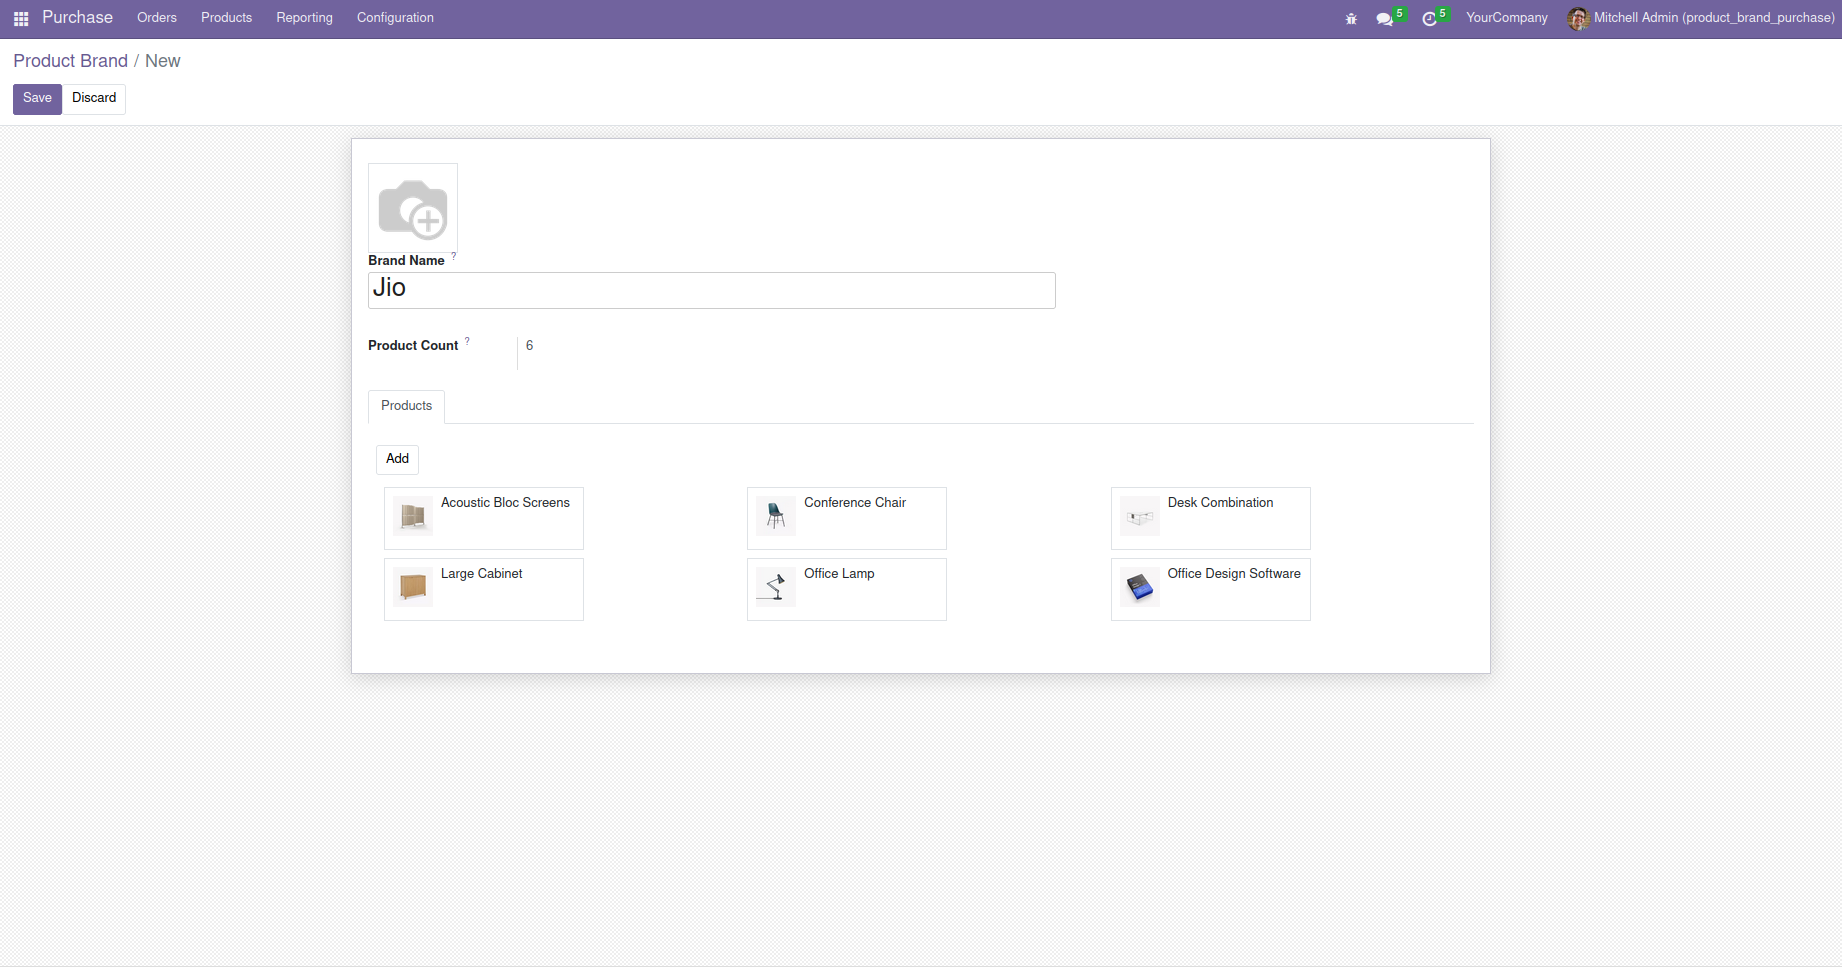 Purchase Orders Products Reporting Configuration 5 5 YourCompany Mitchell Admin (product_brand_purchase)
Product Brand / New
Save Discard
Brand Name ?
Jio
Product Count ? 6
Products
Add
Acoustic Bloc Screens Conference Chair Desk Combination
Large Cabinet Office Lamp Office Design Software